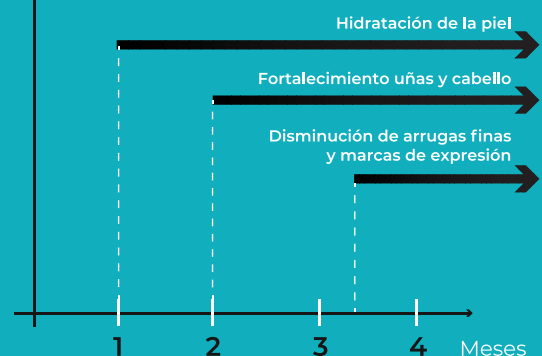 Hidratación de la piel
Fortalecimiento uñas y cabello
Disminución de arrugas finas
y marcas de expresión
1 2 3 4 Meses